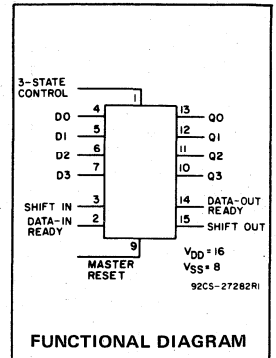 3-STATE
CONTROL
1
D0 4 13 Q0
D1 5 12 Q1
D2 6 11 Q2
D3 7 10 Q3
SHIFT IN 3 14 DATA-OUT
READY
DATA-IN 2 15 SHIFT OUT
READY
9
MASTER
RESET
VDD = 16
VSS = 8
92CS-27282R1
FUNCTIONAL DIAGRAM